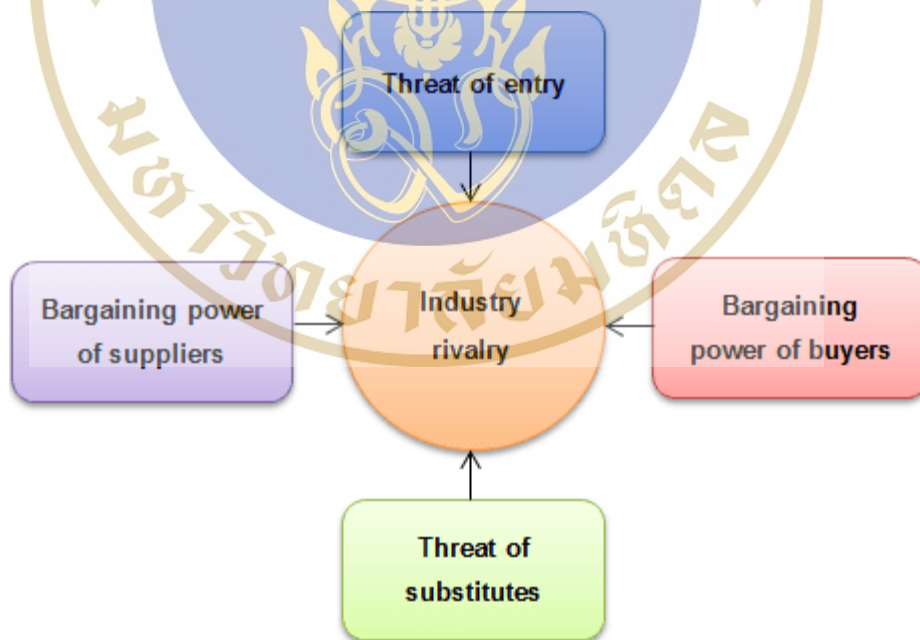 Threat of entry
มหาวิทยาลัยมหิดล
Bargaining power
of suppliers
Industry
rivalry
Bargaining
power of buyers
Threat of
substitutes